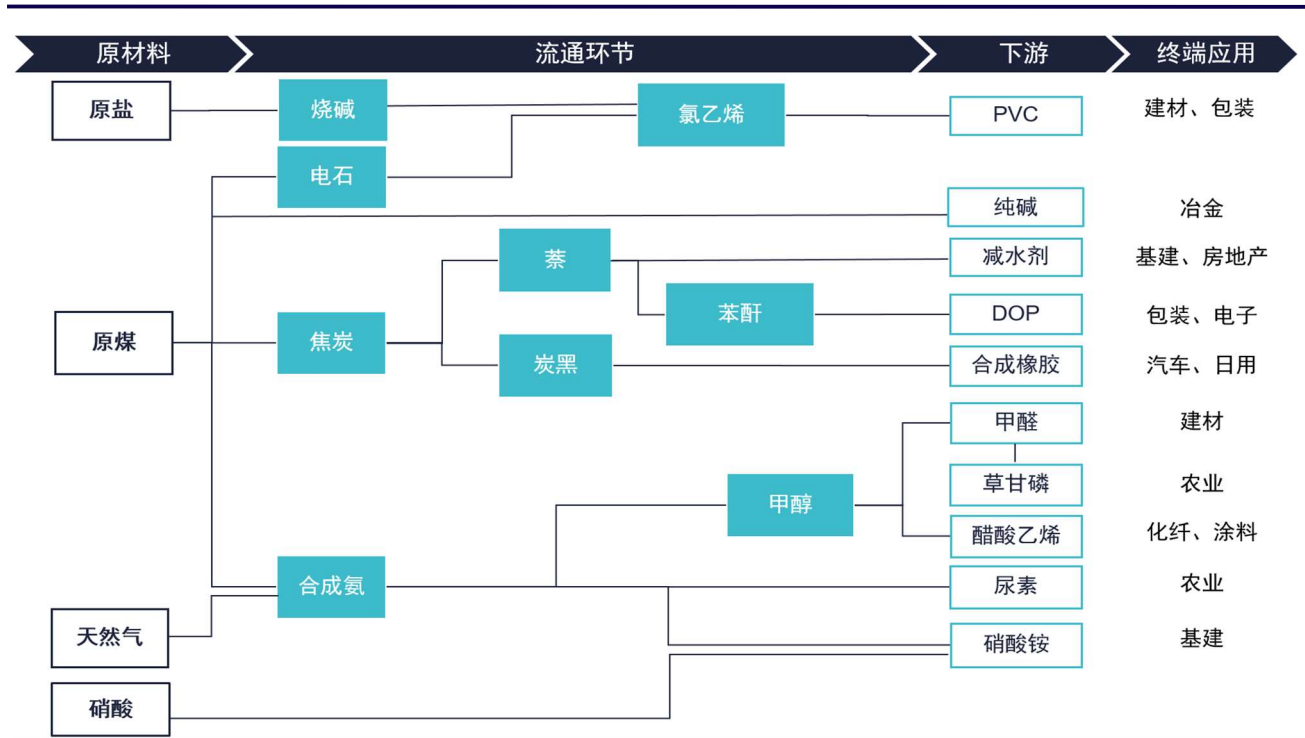 原材料 流通环节 下游 终端应用
原盐 烧碱 氯乙烯 PVC 建材、包装
电石
纯碱 冶金
萘 减水剂 基建、房地产
原煤 焦炭 苯酐 DOP 包装、电子
炭黑 合成橡胶 汽车、日用
甲醛 建材
甲醇 草甘磷 农业
醋酸乙烯 化纤、涂料
合成氨 尿素 农业
天然气 硝酸铵 基建
硝酸